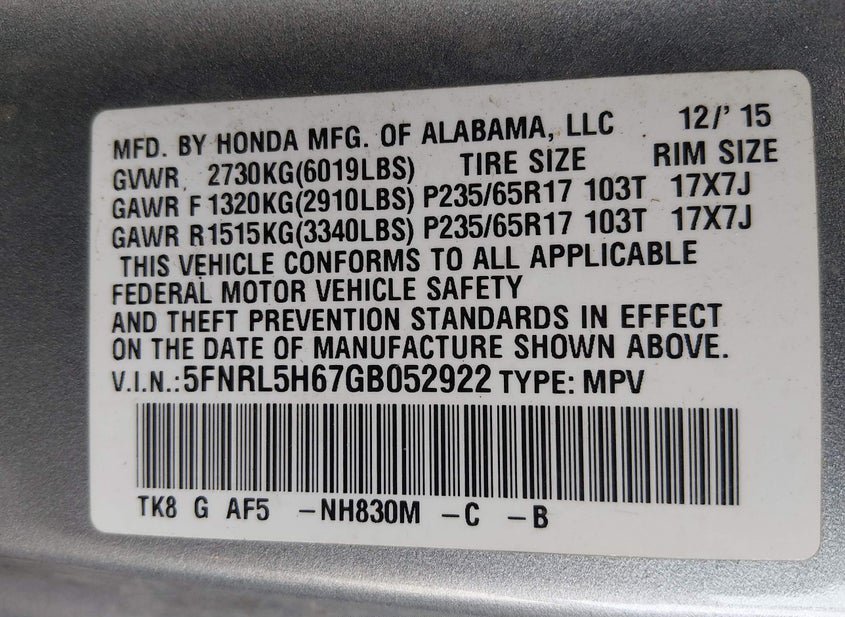 MFD. BY HONDA MFG. OF ALABAMA, LLC 12/' 15
GVWR 2730KG(6019LBS) TIRE SIZE RIM SIZE
GAWR F 1320KG(2910LBS) P235/65R17 103T 17X7J
GAWR R1515KG(3340LBS) P235/65R17 103T 17X7J
THIS VEHICLE CONFORMS TO ALL APPLICABLE
FEDERAL MOTOR VEHICLE SAFETY
AND THEFT PREVENTION STANDARDS IN EFFECT
ON THE DATE OF MANUFACTURE SHOWN ABOVE.
V.I.N.:5FNRL5H67GB052922 TYPE: MPV
TK8 G AF5 -NH830M -C -B